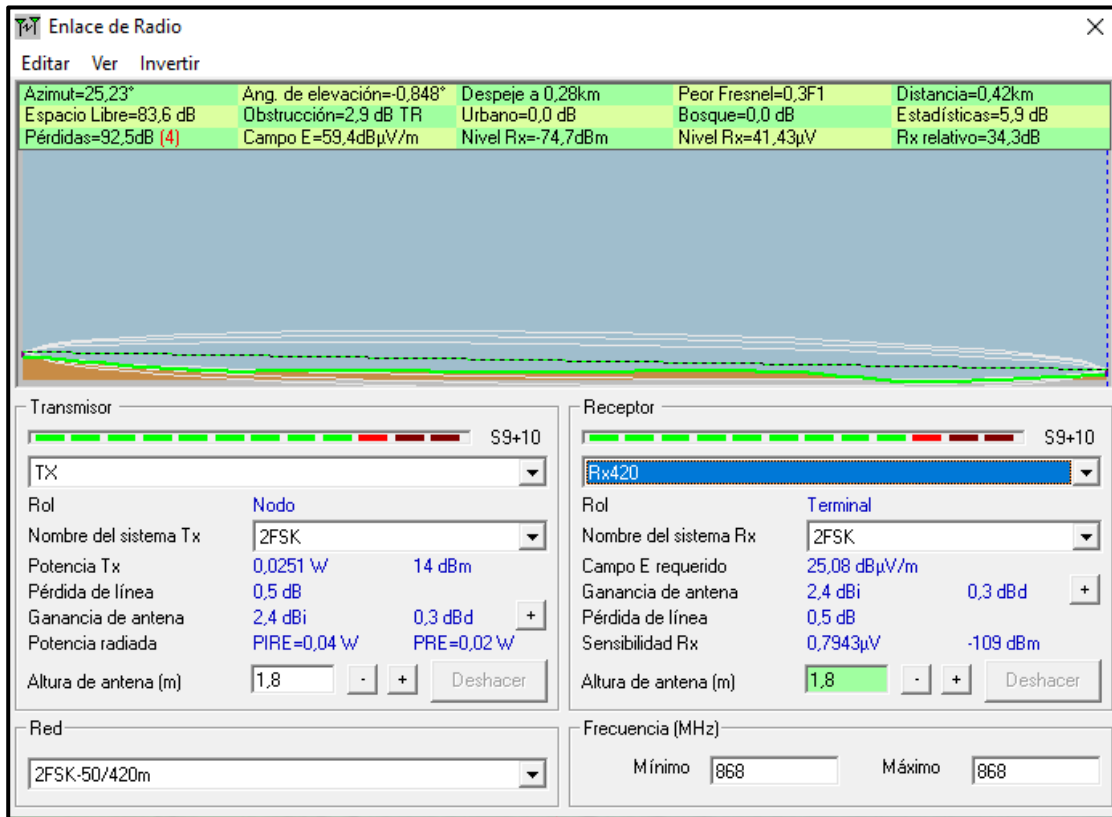 Enlace de Radio
Editar Ver Invertir
Azimut=25,23° Ang. de elevación=-0,848° Despeje a 0,28km Peor Fresnel=0,3F1 Distancia=0,42km
Espacio Libre=83,6 dB Obstrucción=2,9 dB TR Urbano=0,0 dB Bosque=0,0 dB Estadísticas=5,9 dB
Pérdidas=92,5dB (4) Campo E=59,4dBµV/m Nivel Rx=-74,7dBm Nivel Rx=41,43µV Rx relativo=34,3dB
Transmisor
S9+10
TX
Rol Nodo
Nombre del sistema Tx 2FSK
Potencia Tx 0,0251 W 14 dBm
Pérdida de línea 0,5 dB
Ganancia de antena 2,4 dBi 0,3 dBd +
Potencia radiada PIRE=0,04 W PRE=0,02 W
Altura de antena (m) 1,8 - + Deshacer
Receptor
S9+10
Rx420
Rol Terminal
Nombre del sistema Rx 2FSK
Campo E requerido 25,08 dBµV/m
Ganancia de antena 2,4 dBi 0,3 dBd +
Pérdida de línea 0,5 dB
Sensibilidad Rx 0,7943µV -109 dBm
Altura de antena (m) 1,8 - + Deshacer
Red
2FSK-50/420m
Frecuencia (MHz)
Mínimo 868 Máximo 868